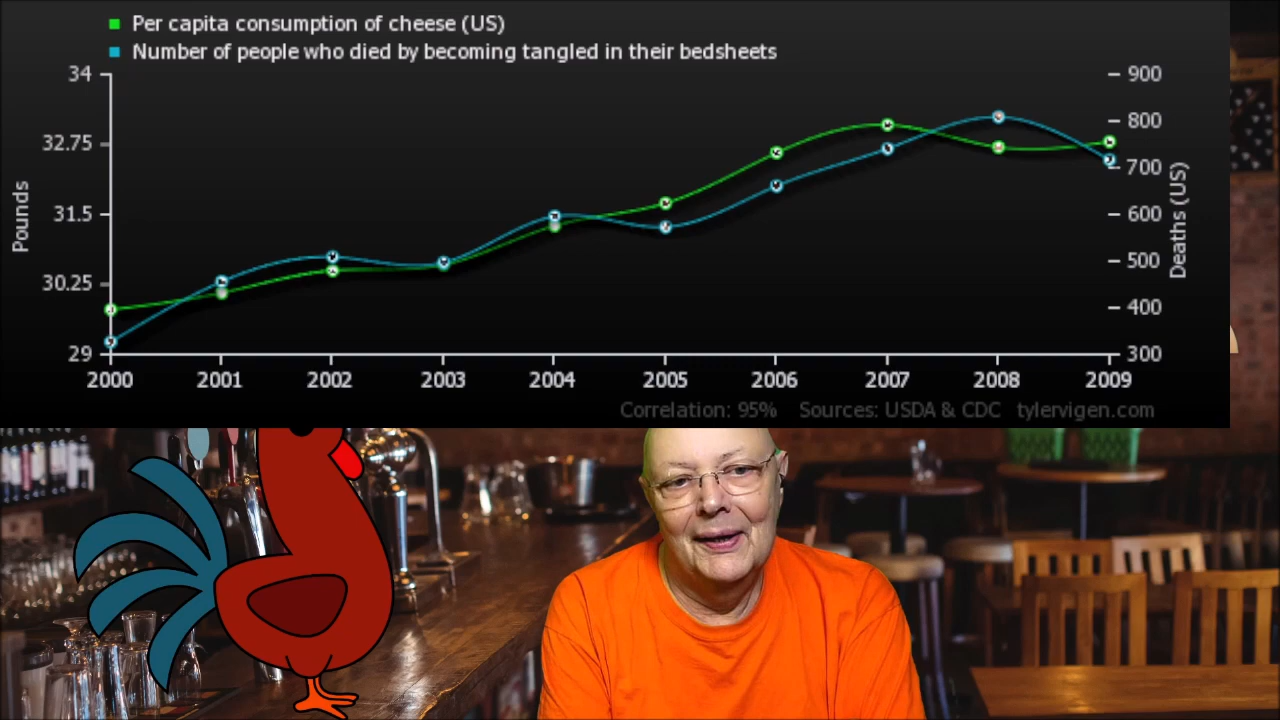 Per capita consumption of cheese (US)
Number of people who died by becoming tangled in their bedsheets
34
32.75
31.5
30.25
29
Pounds
900
800
700
600
500
400
300
Deaths (US)
2000 2001 2002 2003 2004 2005 2006 2007 2008 2009
Correlation: 95% Sources: USDA & CDC tylervigen.com